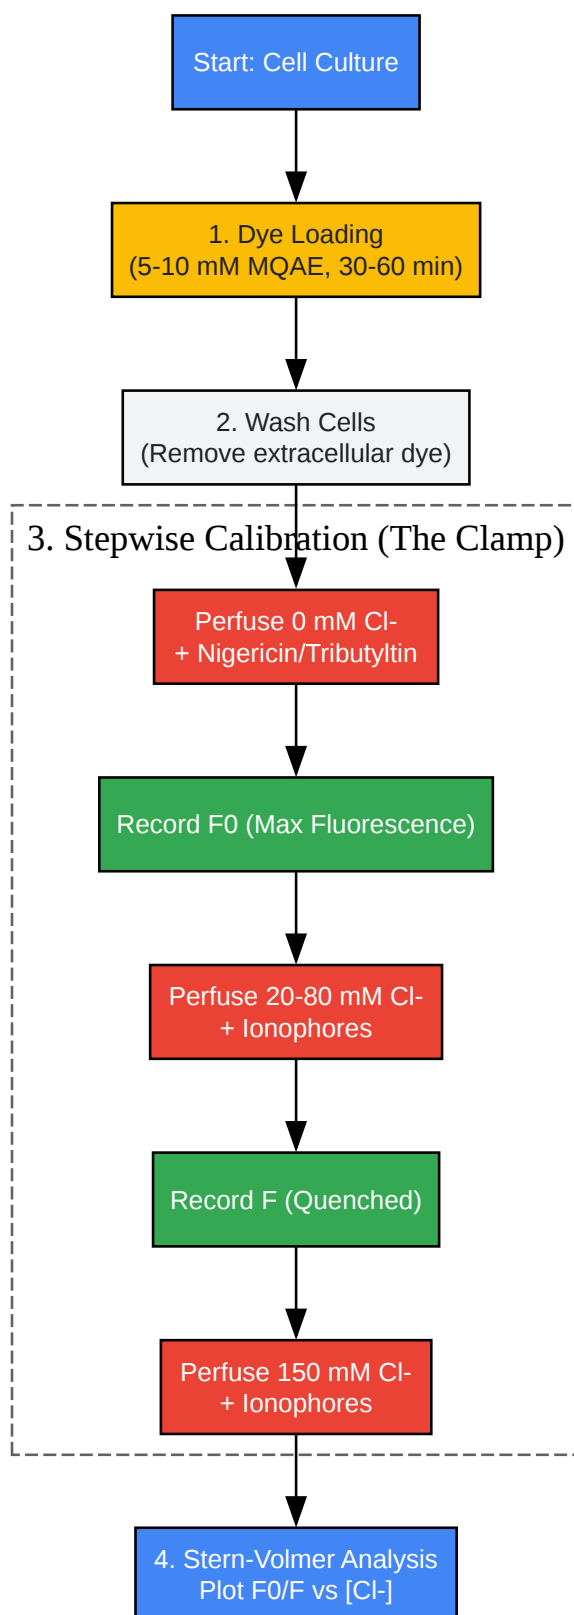 Start: Cell Culture
1. Dye Loading
(5-10 mM MQAE, 30-60 min)
2. Wash Cells
(Remove extracellular dye)
3. Stepwise Calibration (The Clamp)
Perfuse 0 mM Cl-
+ Nigericin/Tributyltin
Record F0 (Max Fluorescence)
Perfuse 20-80 mM Cl-
+ Ionophores
Record F (Quenched)
Perfuse 150 mM Cl-
+ Ionophores
4. Stern-Volmer Analysis
Plot F0/F vs [Cl-]